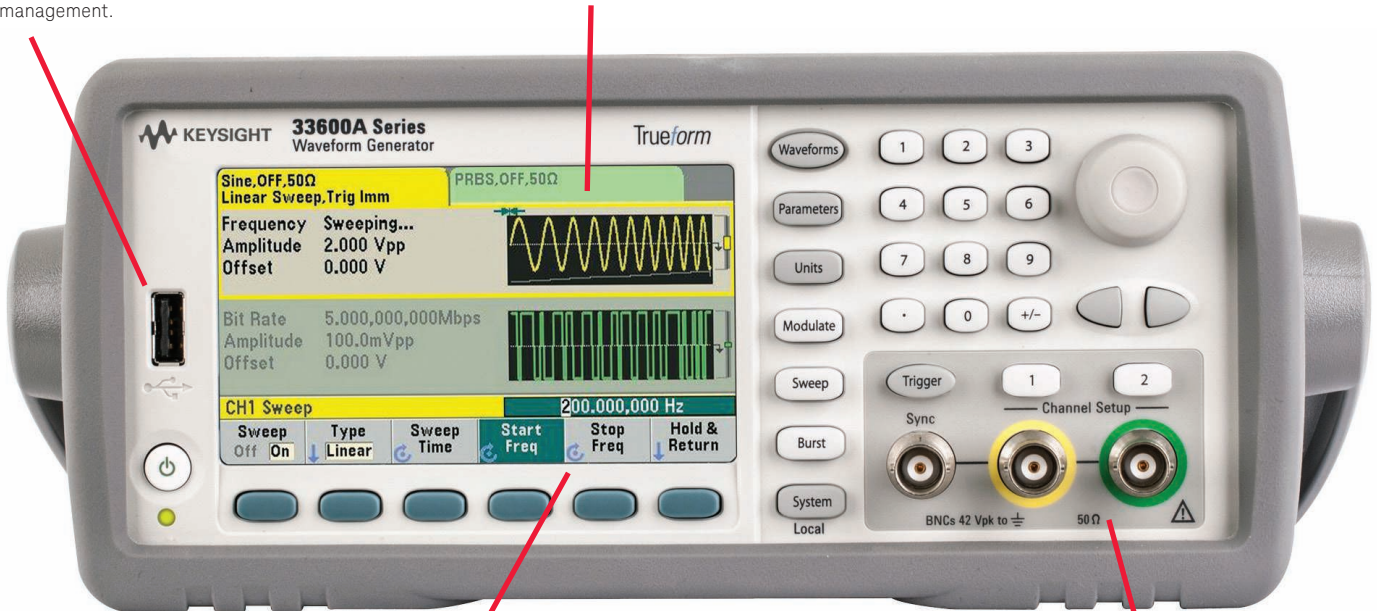 management.
KEYSIGHT 33600A Series
Waveform Generator
Trueform
Sine,OFF,50Ω
Linear Sweep,Trig Imm
PRBS,OFF,50Ω
Frequency Sweeping...
Amplitude 2.000 Vpp
Offset 0.000 V
Bit Rate 5.000,000,000Mbps
Amplitude 100.0mVpp
Offset 0.000 V
CH1 Sweep 200.000,000 Hz
Sweep Off On
Type Linear
Sweep Time
Start Freq
Stop Freq
Hold & Return
Waveforms
Parameters
Units
Modulate
Sweep
Burst
System
Local
1 2 3
4 5 6
7 8 9
. 0 +/-
Trigger 1 2
Channel Setup
Sync
BNCs 42 Vpk to 50 Ω